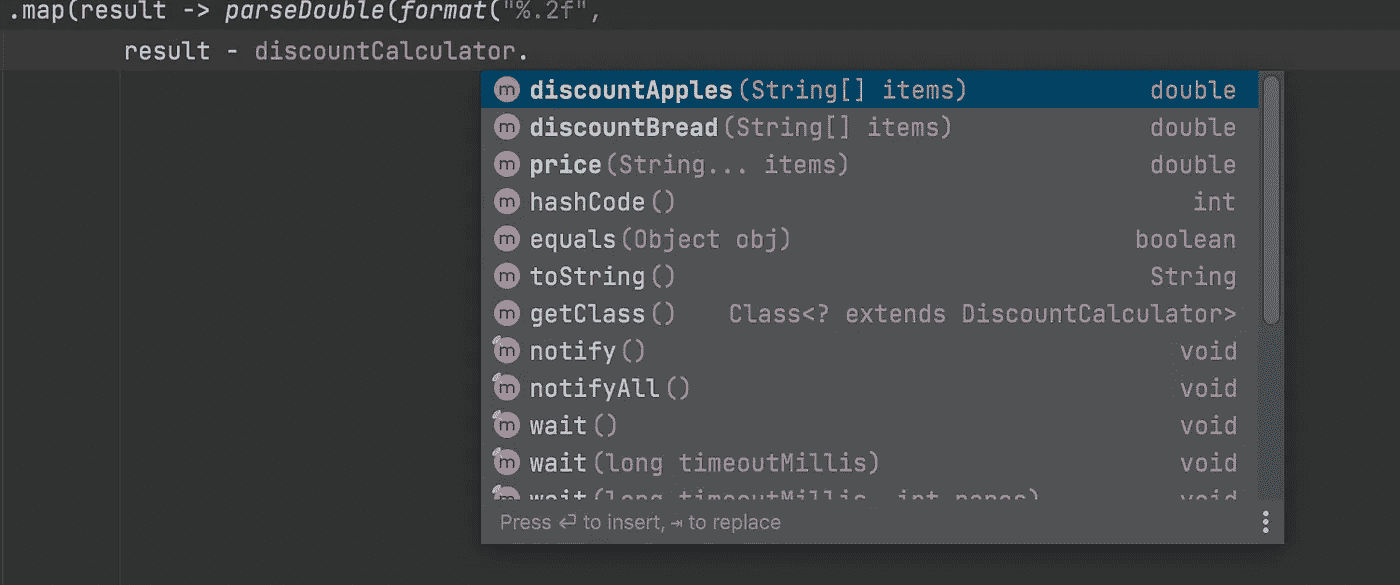 .map(result -> parseDouble(format("%.2f",
result - discountCalculator.
m discountApples(String[] items) double
m discountBread(String[] items) double
m price(String... items) double
m hashCode() int
m equals(Object obj) boolean
m toString() String
m getClass() Class<? extends DiscountCalculator>
m notify() void
m notifyAll() void
m wait() void
m wait(long timeoutMillis) void
m wait(long timeoutMillis, int nanos) void
Press ⏎ to insert, ⇥ to replace